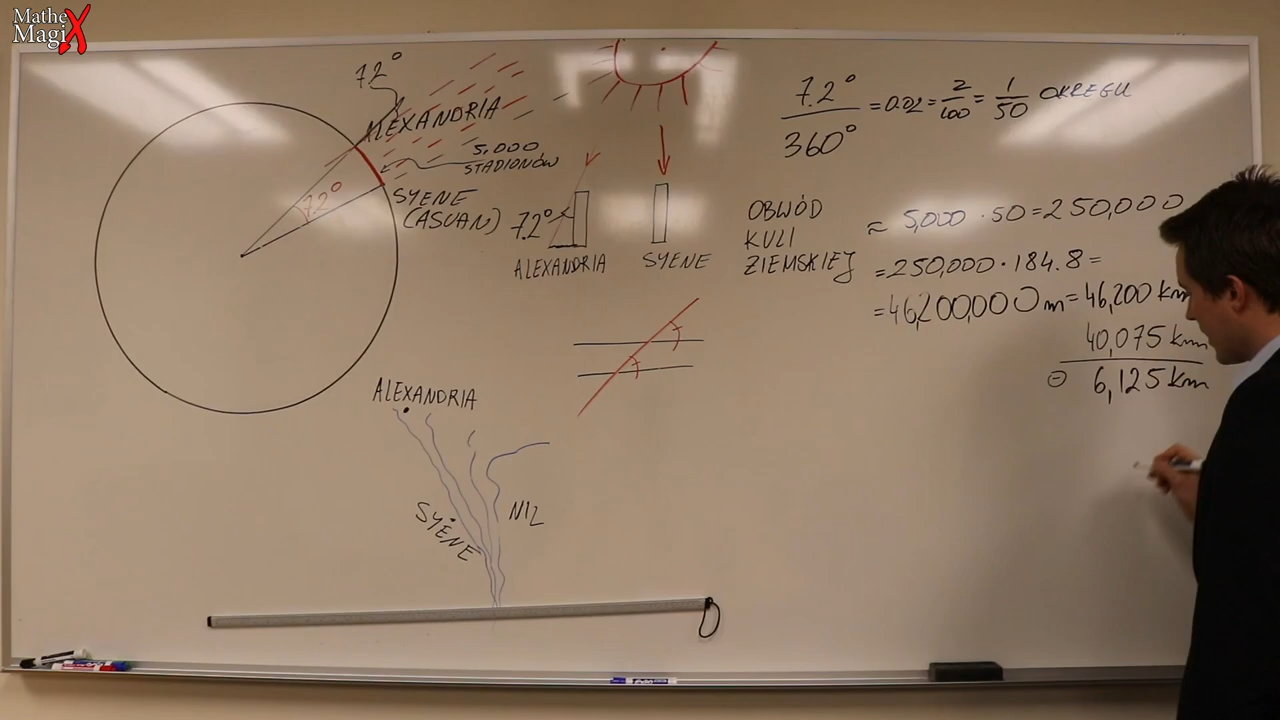 Mathe
MagiX
7.2°
ALEXANDRIA
5,000
STADIONÓW
SYENE
(ASUAN)
7.2°
7.2°
ALEXANDRIA
SYENE
7.2°/360° = 0.02 = 2/100 = 1/50 OKRĘGU
OBWÓD
KULI
ZIEMSKIEJ
≈ 5,000 · 50 = 250,000
= 250,000 · 184.8 =
= 46,200,000 m = 46,200 km
40,075 km
⊖ 6,125 km
ALEXANDRIA
SYENE
NIL